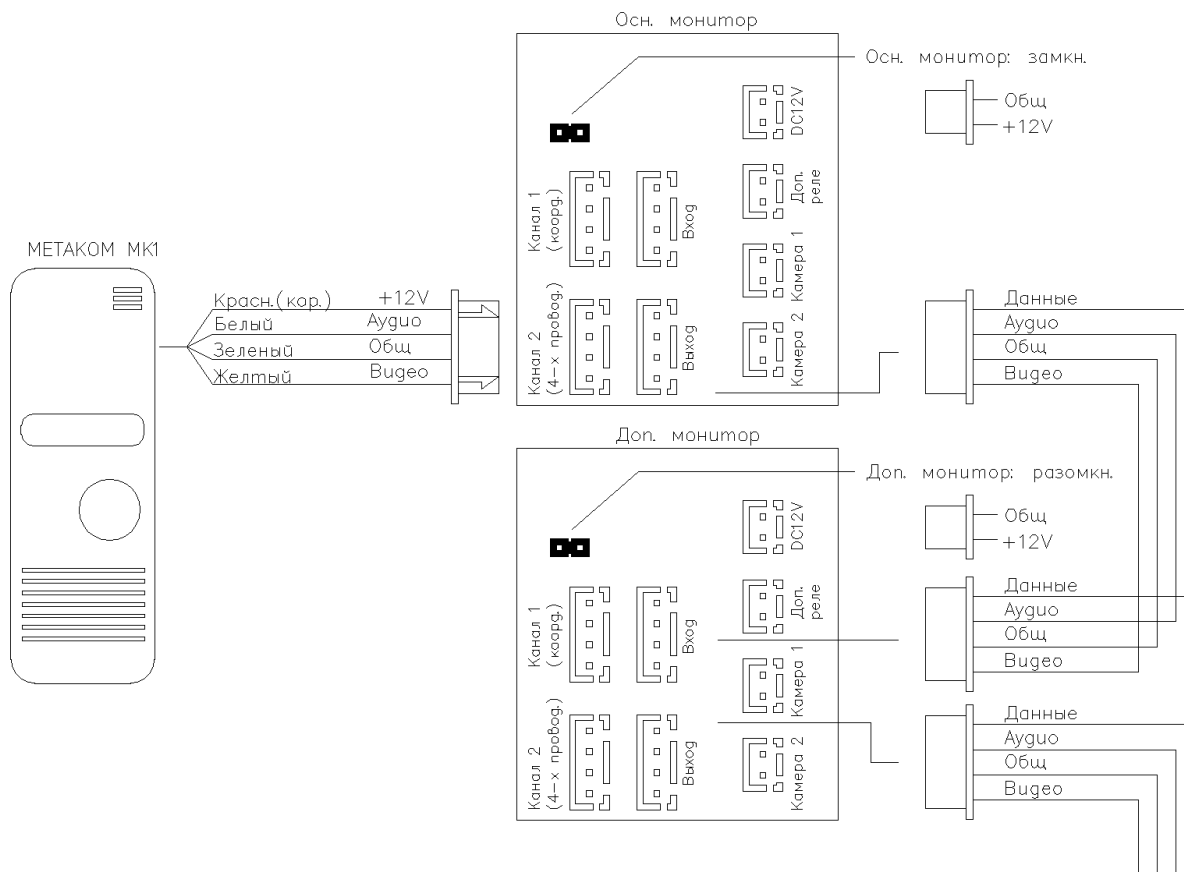 Осн. монитор
Осн. монитор: замкн.
DC12V
Общ
+12V
Доп.
реле
Канал 1
(коорд.)
Вход
Камера 1
МЕТАКОМ МК1
Красн.(кор.) +12V
Белый Аудио
Зеленый Общ
Желтый Видео
Канал 2
(4-х провод.)
Выход
Камера 2
Данные
Аудио
Общ
Видео
Доп. монитор
Доп. монитор: разомкн.
DC12V
Общ
+12V
Доп.
реле
Канал 1
(коорд.)
Вход
Камера 1
Данные
Аудио
Общ
Видео
Канал 2
(4-х провод.)
Выход
Камера 2
Данные
Аудио
Общ
Видео